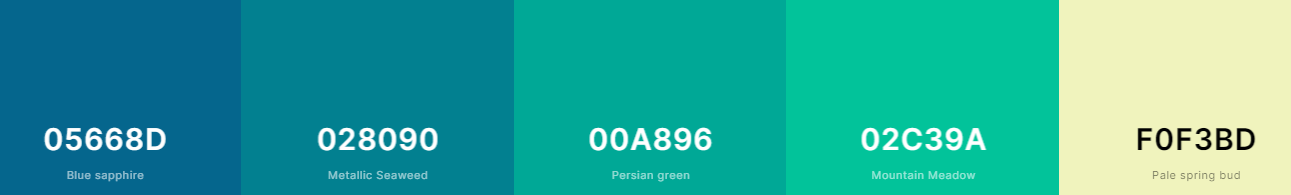 05668D
028090
00A896
02C39A
F0F3BD
Blue sapphire
Metallic Seaweed
Persian green
Mountain Meadow
Pale spring bud